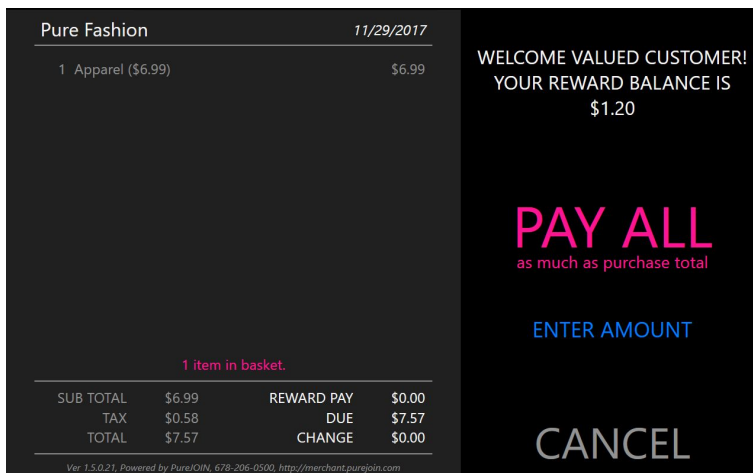 Pure Fashion 11/29/2017
1 Apparel ($6.99) $6.99
1 item in basket.
SUB TOTAL $6.99 REWARD PAY $0.00
TAX $0.58 DUE $7.57
TOTAL $7.57 CHANGE $0.00
Ver 1.5.0.21, Powered by PureJOIN, 678-206-0500, http://merchant.purejoin.com
WELCOME VALUED CUSTOMER!
YOUR REWARD BALANCE IS
$1.20
PAY ALL
as much as purchase total
ENTER AMOUNT
CANCEL